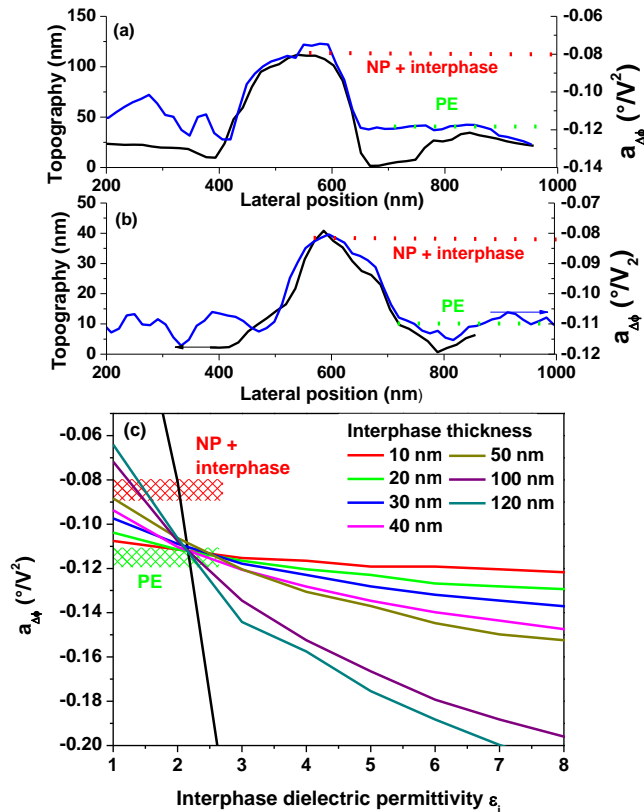 (a)
Topography (nm)
150
100
50
0
-0.06
-0.08
-0.10
-0.12
-0.14
a_Δϕ (°/V²)
NP + interphase
PE
200
400
600
800
1000
Lateral position (nm)
(b)
Topography (nm)
50
40
30
20
10
0
-0.07
-0.08
-0.09
-0.10
-0.11
-0.12
a_Δϕ (°/V₂)
NP + interphase
PE
200
400
600
800
1000
Lateral position (nm)
(c)
NP +
interphase
PE
Interphase thickness
10 nm
20 nm
30 nm
40 nm
50 nm
100 nm
120 nm
a_Δϕ (°/V²)
-0.06
-0.08
-0.10
-0.12
-0.14
-0.16
-0.18
-0.20
1
2
3
4
5
6
7
8
Interphase dielectric permittivity ε_i